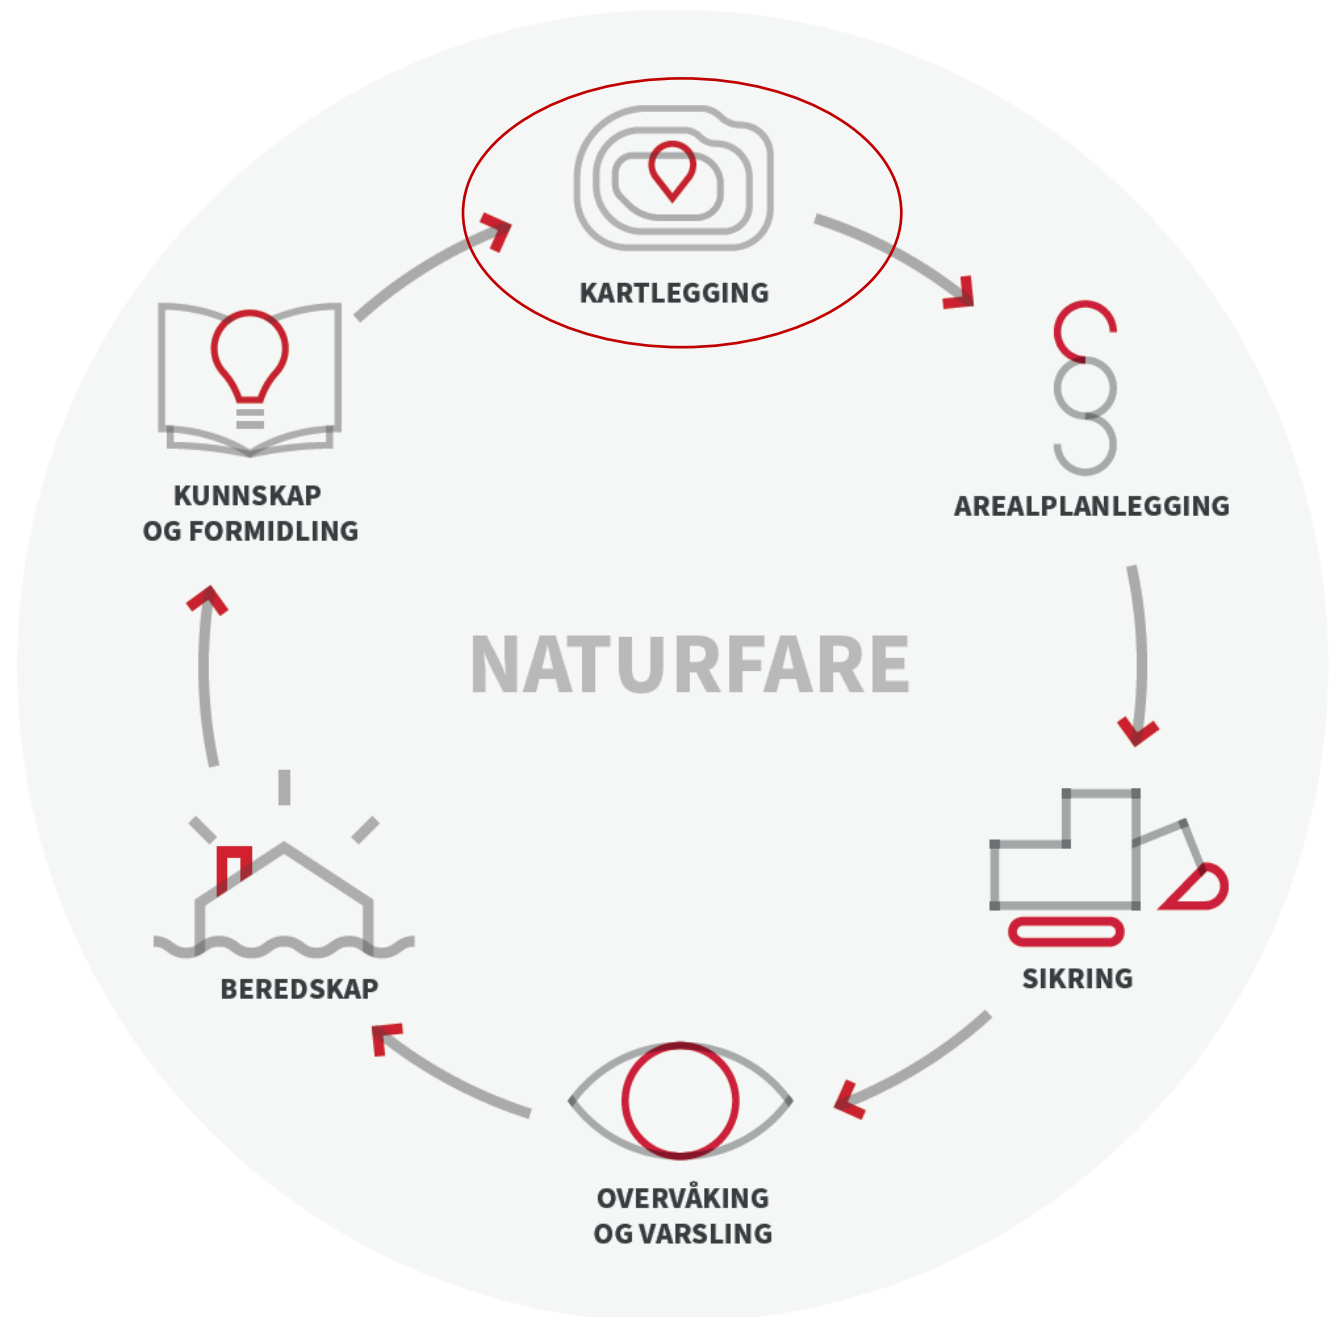 KARTLEGGING
AREALPLANLEGGING
SIKRING
OVERVÅKING
OG VARSLING
BEREDSKAP
KUNNSKAP
OG FORMIDLING
NATURFARE